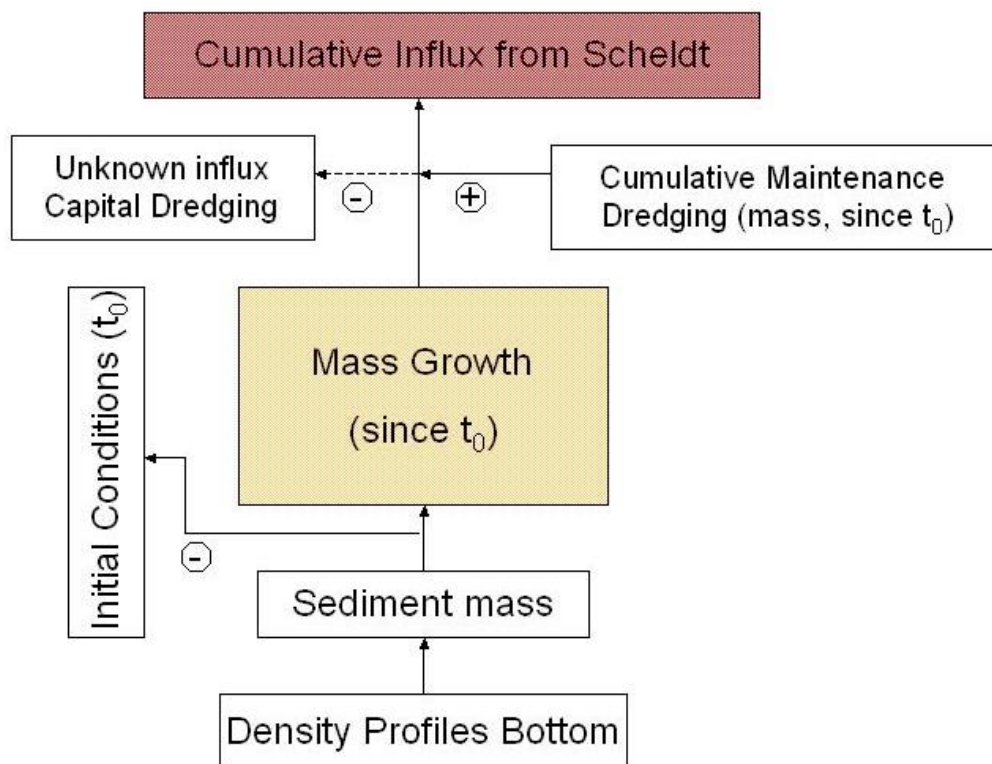 Cumulative Influx from Scheldt
Unknown influx
Capital Dredging
-
+
Cumulative Maintenance
Dredging (mass, since t₀)
Initial Conditions (t₀)
Mass Growth
(since t₀)
-
Sediment mass
Density Profiles Bottom